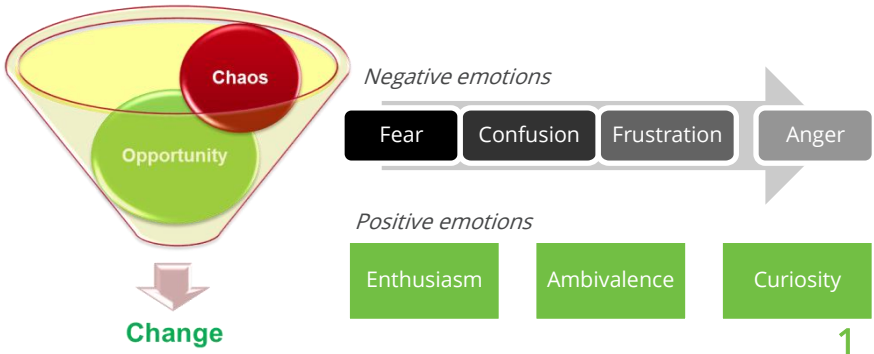 Chaos
Opportunity
Change
Negative emotions
Fear Confusion Frustration Anger
Positive emotions
Enthusiasm Ambivalence Curiosity
1